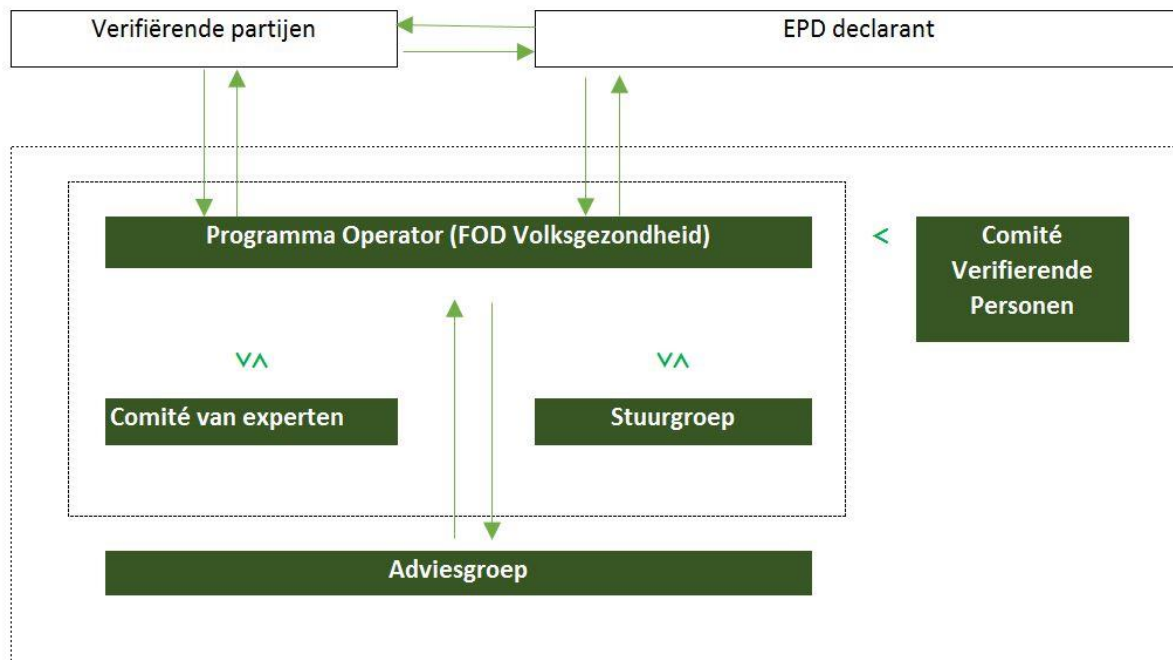 Verifiërende partijen
EPD declarant
Programma Operator (FOD Volksgezondheid)
Comité
Verifierende
Personen
Comité van experten
Stuurgroep
Adviesgroep